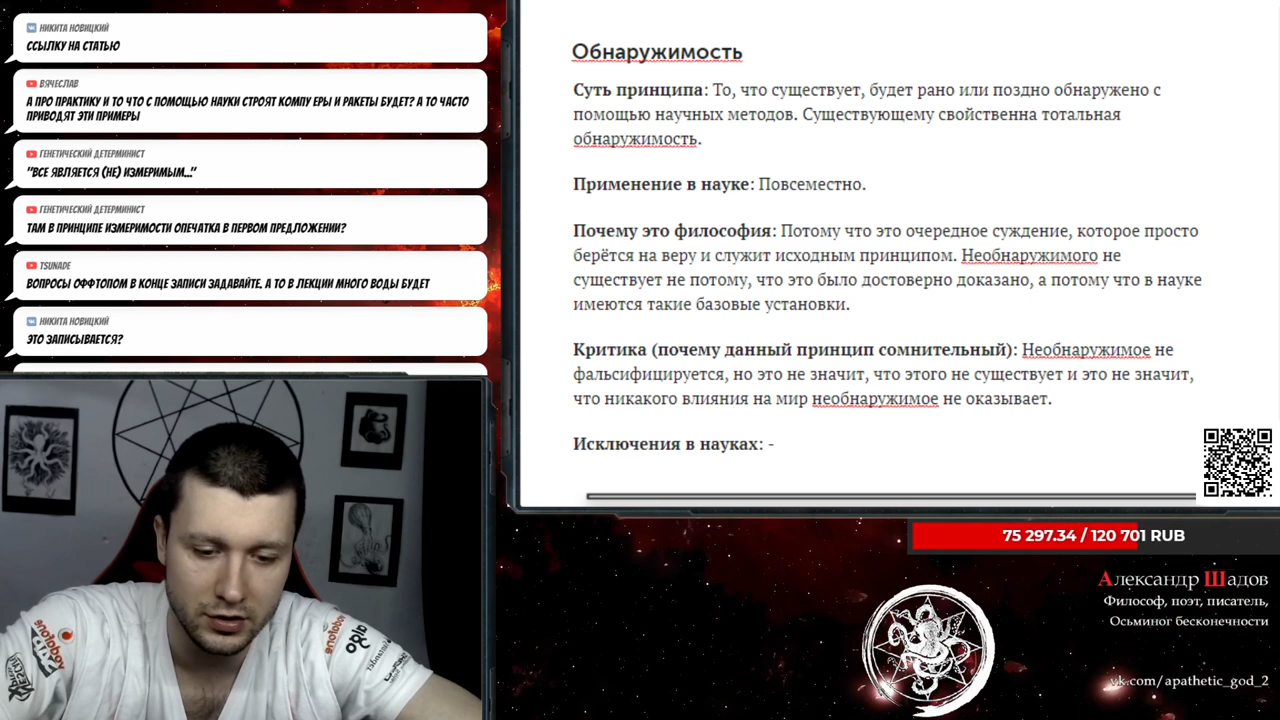 НИКИТА НОВИЦКИЙ
ССЫЛКУ НА СТАТЬЮ
ВЯЧЕСЛАВ
А ПРО ПРАКТИКУ И ТО ЧТО С ПОМОЩЬЮ НАУКИ СТРОЯТ КОМПУ ЕРЫ И РАКЕТЫ БУДЕТ? А ТО ЧАСТО
ПРИВОДЯТ ЭТИ ПРИМЕРЫ
ГЕНЕТИЧЕСКИЙ ДЕТЕРМИНИСТ
"ВСЕ ЯВЛЯЕТСЯ (НЕ) ИЗМЕРИМЫМ..."
ГЕНЕТИЧЕСКИЙ ДЕТЕРМИНИСТ
ТАМ В ПРИНЦИПЕ ИЗМЕРИМОСТИ ОПЕЧАТКА В ПЕРВОМ ПРЕДЛОЖЕНИИ?
TSUNADE
ВОПРОСЫ ОФФТОПОМ В КОНЦЕ ЗАПИСИ ЗАДАВАЙТЕ, А ТО В ЛЕКЦИИ МНОГО ВОДЫ БУДЕТ
НИКИТА НОВИЦКИЙ
ЭТО ЗАПИСЫВАЕТСЯ?
Обнаружимость
Суть принципа: То, что существует, будет рано или поздно обнаружено с
помощью научных методов. Существующему свойственна тотальная
обнаружимость.
Применение в науке: Повсеместно.
Почему это философия: Потому что это очередное суждение, которое просто
берётся на веру и служит исходным принципом. Необнаружимого не
существует не потому, что это было достоверно доказано, а потому что в науке
имеются такие базовые установки.
Критика (почему данный принцип сомнительный): Необнаружимое не
фальсифицируется, но это не значит, что этого не существует и это не значит,
что никакого влияния на мир необнаружимое не оказывает.
Исключения в науках: -
75 297.34 / 120 701 RUB
Александр Шадов
Философ, поэт, писатель,
Осьминог бесконечности
vk.com/apathetic_god_2
vodafone